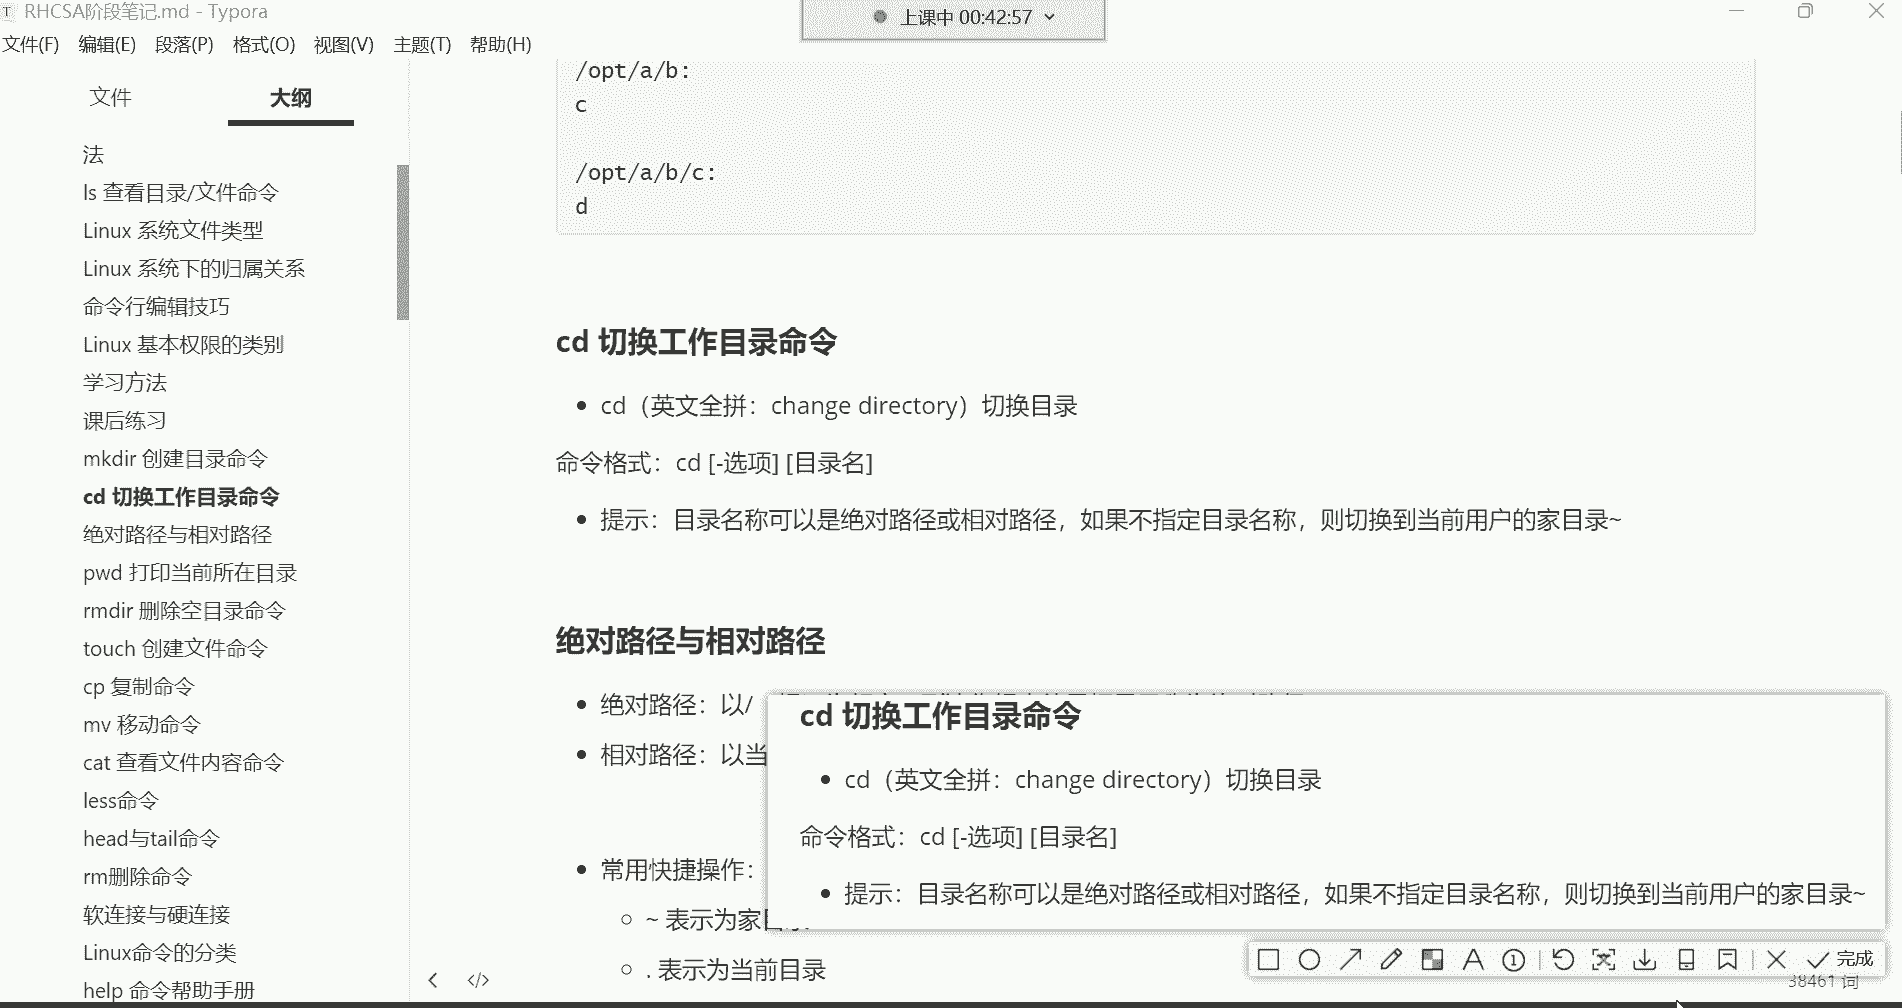 RHCSA阶段笔记.md - Typora
上课中 00:42:57
文件(F) 编辑(E) 段落(P) 格式(O) 视图(V) 主题(T) 帮助(H)
文件 大纲
法
ls 查看目录/文件命令
Linux 系统文件类型
Linux 系统下的归属关系
命令行编辑技巧
Linux 基本权限的类别
学习方法
课后练习
mkdir 创建目录命令
cd 切换工作目录命令
绝对路径与相对路径
pwd 打印当前所在目录
rmdir 删除空目录命令
touch 创建文件命令
cp 复制命令
mv 移动命令
cat 查看文件内容命令
less命令
head与tail命令
rm删除命令
软连接与硬连接
Linux命令的分类
help 命令帮助手册
/opt/a/b:
c
/opt/a/b/c:
d
cd 切换工作目录命令
cd（英文全拼：change directory）切换目录
命令格式：cd [-选项] [目录名]
提示：目录名称可以是绝对路径或相对路径，如果不指定目录名称，则切换到当前用户的家目录~
绝对路径与相对路径
绝对路径：以/
相对路径：以当
常用快捷操作：
~ 表示为家
. 表示为当前目录
cd 切换工作目录命令
cd（英文全拼：change directory）切换目录
命令格式：cd [-选项] [目录名]
提示：目录名称可以是绝对路径或相对路径，如果不指定目录名称，则切换到当前用户的家目录~
完成
38461 词